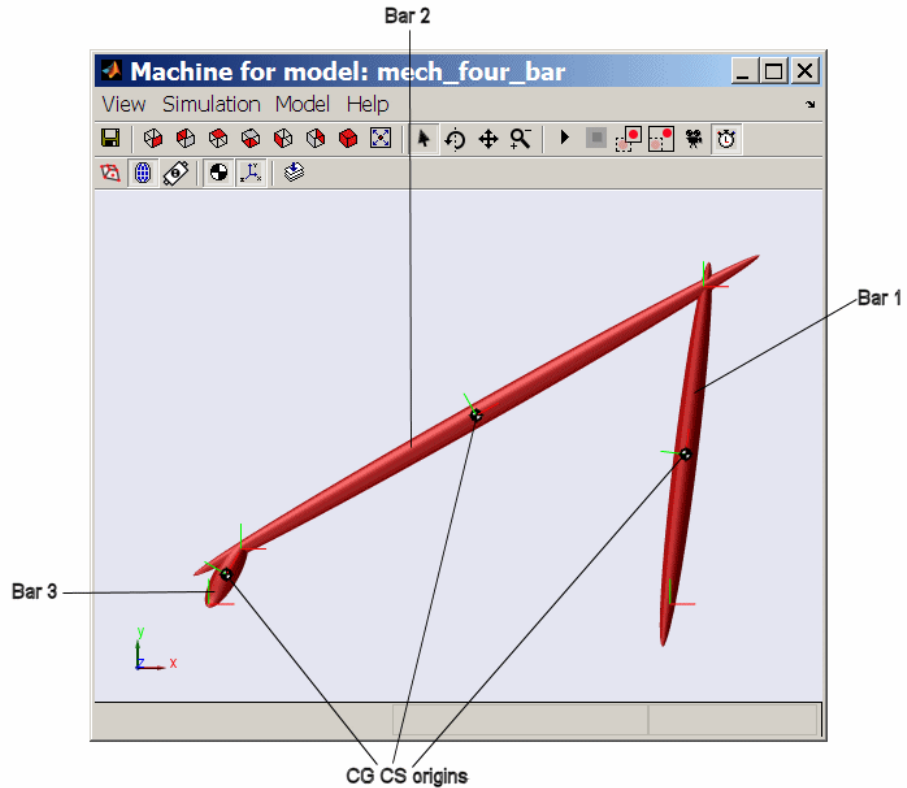 Bar 2
Machine for model: mech_four_bar
View Simulation Model Help
Bar 1
Bar 3
y
z x
CG CS origins